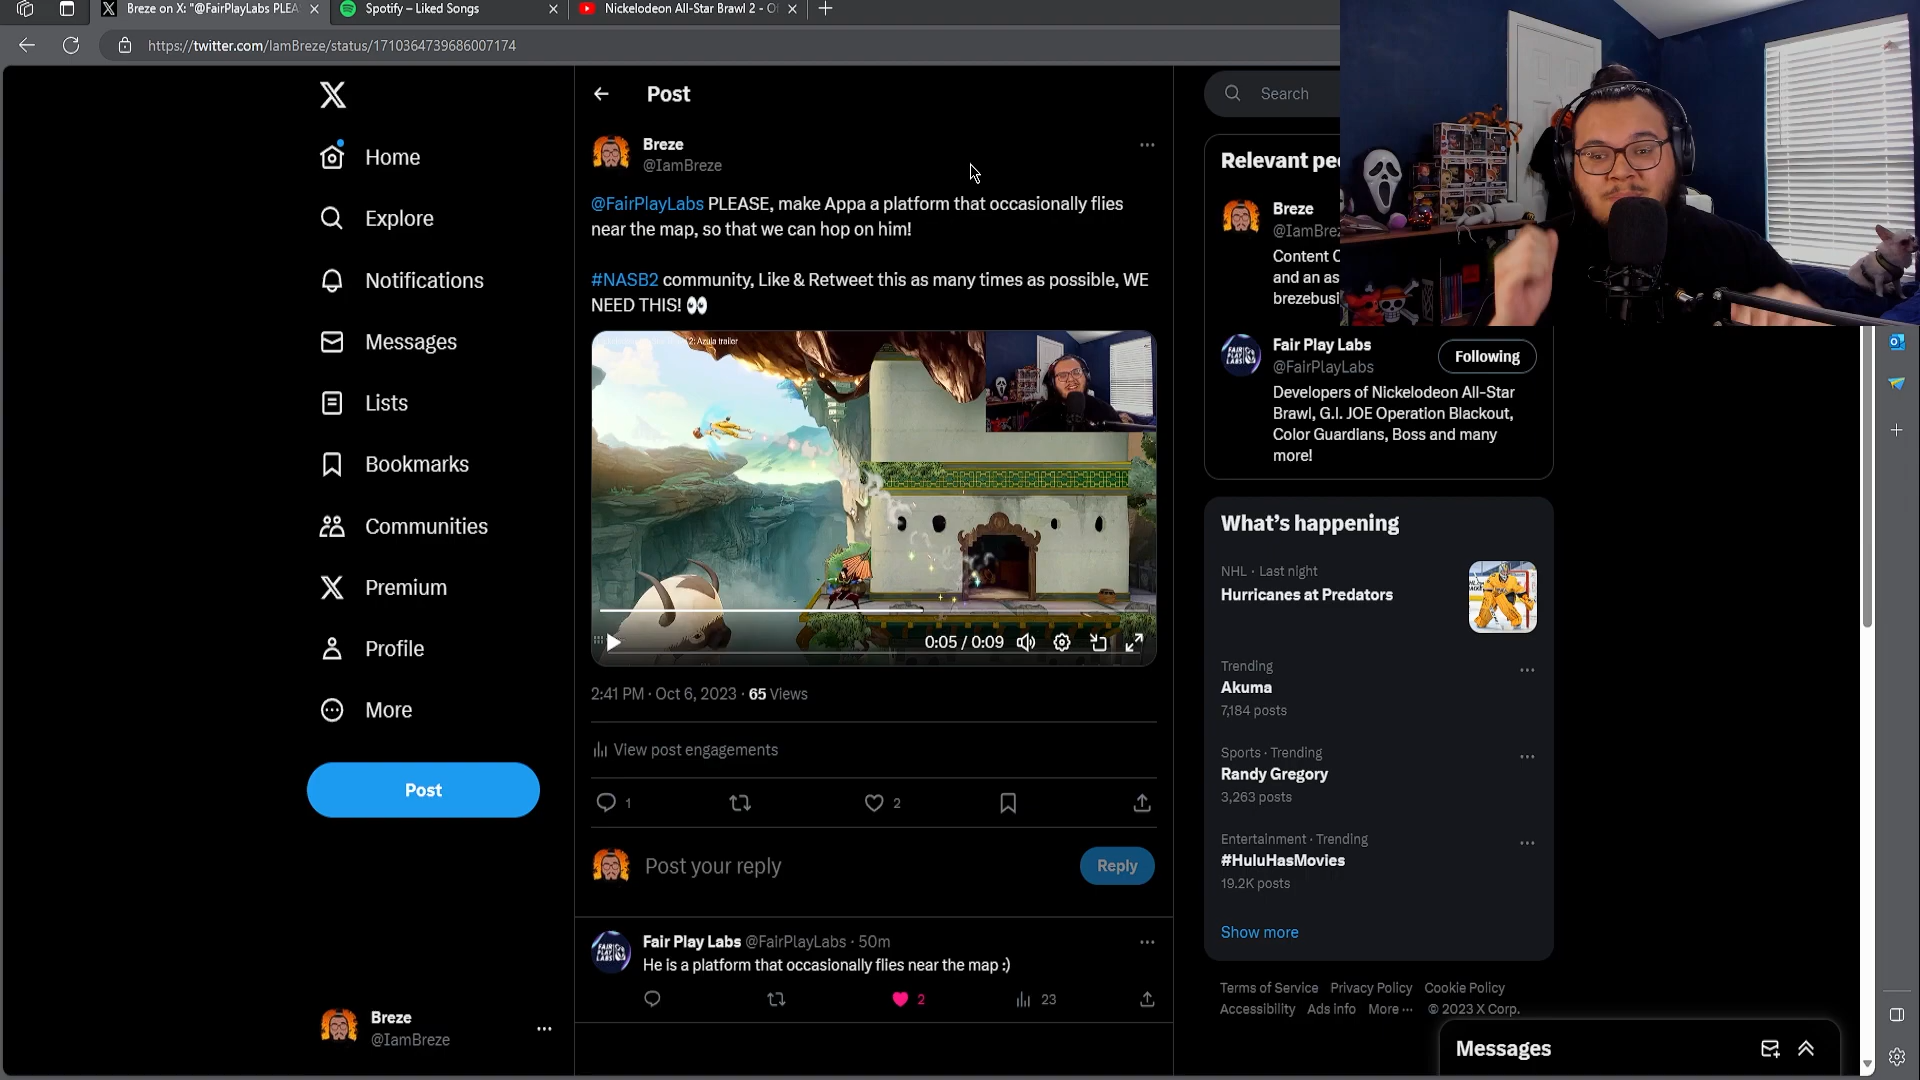 Breze on X: "@FairPlayLabs PLEA
Spotify – Liked Songs
Nickelodeon All-Star Brawl 2 - O
https://twitter.com/IamBreze/status/1710364739686007174
Home
Explore
Notifications
Messages
Lists
Bookmarks
Communities
Premium
Profile
More
Post
Breze
@IamBreze
Post
Breze
@IamBreze
@FairPlayLabs PLEASE, make Appa a platform that occasionally flies
near the map, so that we can hop on him!
#NASB2 community, Like & Retweet this as many times as possible, WE
NEED THIS! 👀
2: Azula trailer
0:05 / 0:09
2:41 PM · Oct 6, 2023 · 65 Views
View post engagements
1
2
Post your reply
Reply
Fair Play Labs @FairPlayLabs · 50m
He is a platform that occasionally flies near the map :)
2
23
Search
Relevant pe
Breze
@IamBrez
Content C
and an as
brezebusi
Fair Play Labs
@FairPlayLabs
Following
Developers of Nickelodeon All-Star
Brawl, G.I. JOE Operation Blackout,
Color Guardians, Boss and many
more!
What's happening
NHL · Last night
Hurricanes at Predators
Trending
Akuma
7,184 posts
Sports · Trending
Randy Gregory
3,263 posts
Entertainment · Trending
#HuluHasMovies
19.2K posts
Show more
Terms of Service Privacy Policy Cookie Policy
Accessibility Ads info More ··· © 2023 X Corp.
Messages